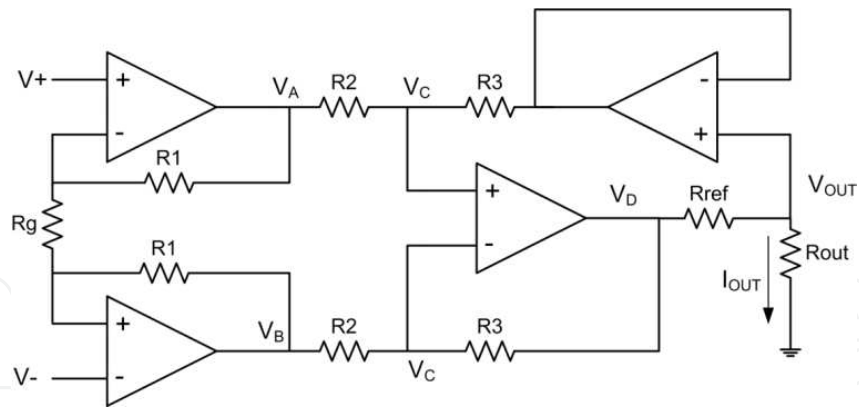 V+
+
-
R1
Rg
R1
+
-
V-
VA
R2
VC
R3
-
+
VOUT
+
-
VD
Rref
Rout
IOUT
VB
R2
VC
R3